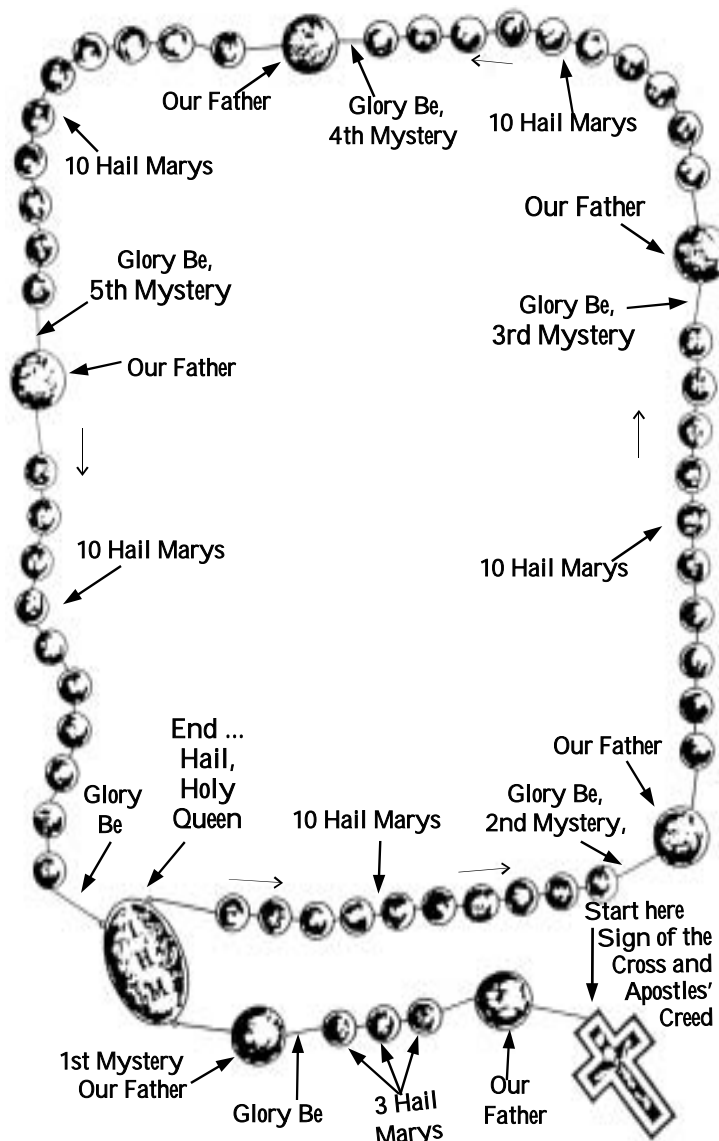 Our Father
Glory Be,
4th Mystery
10 Hail Marys
10 Hail Marys
Our Father
Glory Be,
5th Mystery
Glory Be,
3rd Mystery
Our Father
10 Hail Marys
10 Hail Marys
End ...
Hail,
Holy
Queen
Our Father
Glory
Be
10 Hail Marys
Glory Be,
2nd Mystery,
Start here
Sign of the
Cross and
Apostles'
Creed
1st Mystery
Our Father
Glory Be
3 Hail
Marys
Our
Father